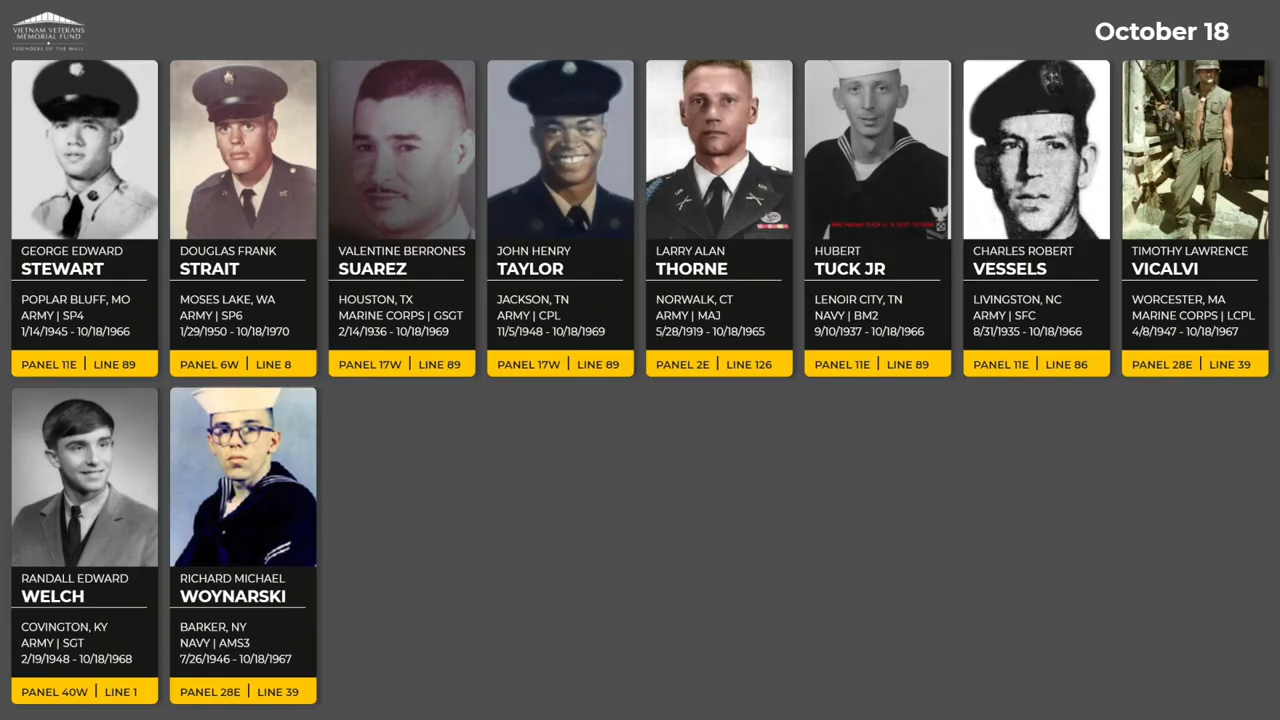 VIETNAM VETERANS
MEMORIAL FUND
FOUNDERS OF THE WALL
October 18
GEORGE EDWARD
STEWART
POPLAR BLUFF, MO
ARMY | SP4
1/14/1945 - 10/18/1966
PANEL 11E | LINE 89
DOUGLAS FRANK
STRAIT
MOSES LAKE, WA
ARMY | SP6
1/29/1950 - 10/18/1970
PANEL 6W | LINE 8
VALENTINE BERRONES
SUAREZ
HOUSTON, TX
MARINE CORPS | GSGT
2/14/1936 - 10/18/1969
PANEL 17W | LINE 89
JOHN HENRY
TAYLOR
JACKSON, TN
ARMY | CPL
11/5/1948 - 10/18/1969
PANEL 17W | LINE 89
LARRY ALAN
THORNE
NORWALK, CT
ARMY | MAJ
5/28/1919 - 10/18/1965
PANEL 2E | LINE 126
HUBERT
TUCK JR
LENOIR CITY, TN
NAVY | BM2
9/10/1937 - 10/18/1966
PANEL 11E | LINE 89
CHARLES ROBERT
VESSELS
LIVINGSTON, NC
ARMY | SFC
8/31/1935 - 10/18/1966
PANEL 11E | LINE 86
TIMOTHY LAWRENCE
VICALVI
WORCESTER, MA
MARINE CORPS | LCPL
4/8/1947 - 10/18/1967
PANEL 28E | LINE 39
RANDALL EDWARD
WELCH
COVINGTON, KY
ARMY | SGT
2/19/1948 - 10/18/1968
PANEL 40W | LINE 1
RICHARD MICHAEL
WOYNARSKI
BARKER, NY
NAVY | AMS3
7/26/1946 - 10/18/1967
PANEL 28E | LINE 39